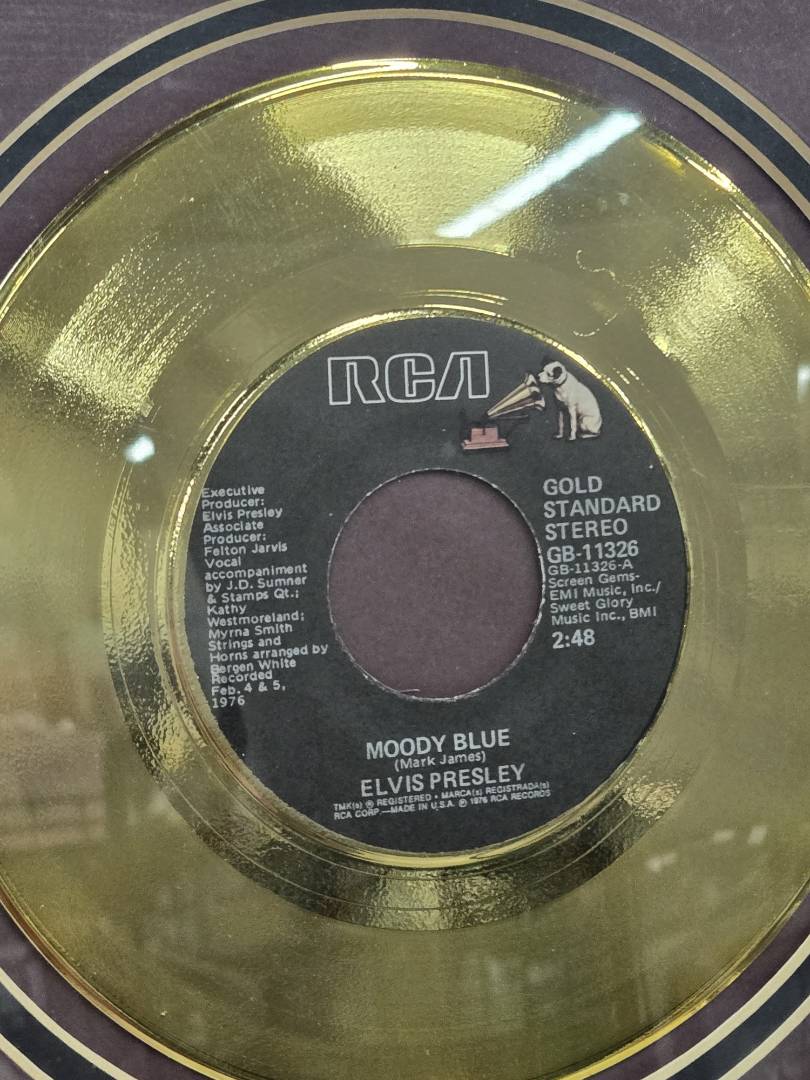 RCA
Executive
Producer:
Elvis Presley
Associate
Producer:
Felton Jarvis
Vocal
accompaniment
by J.D. Sumner
& Stamps Qt.;
Kathy
Westmoreland;
Myrna Smith
Strings and
Horns arranged by
Bergen White
Recorded
Feb. 4 & 5,
1976
GOLD
STANDARD
STEREO
GB-11326
GB-11326-A
Screen Gems-
EMI Music, Inc./
Sweet Glory
Music Inc., BMI
2:48
MOODY BLUE
(Mark James)
ELVIS PRESLEY
TMK(s) ® REGISTERED • MARCA(s) REGISTRADA(s)
RCA CORP.—MADE IN U.S.A. ℗ 1976 RCA RECORDS